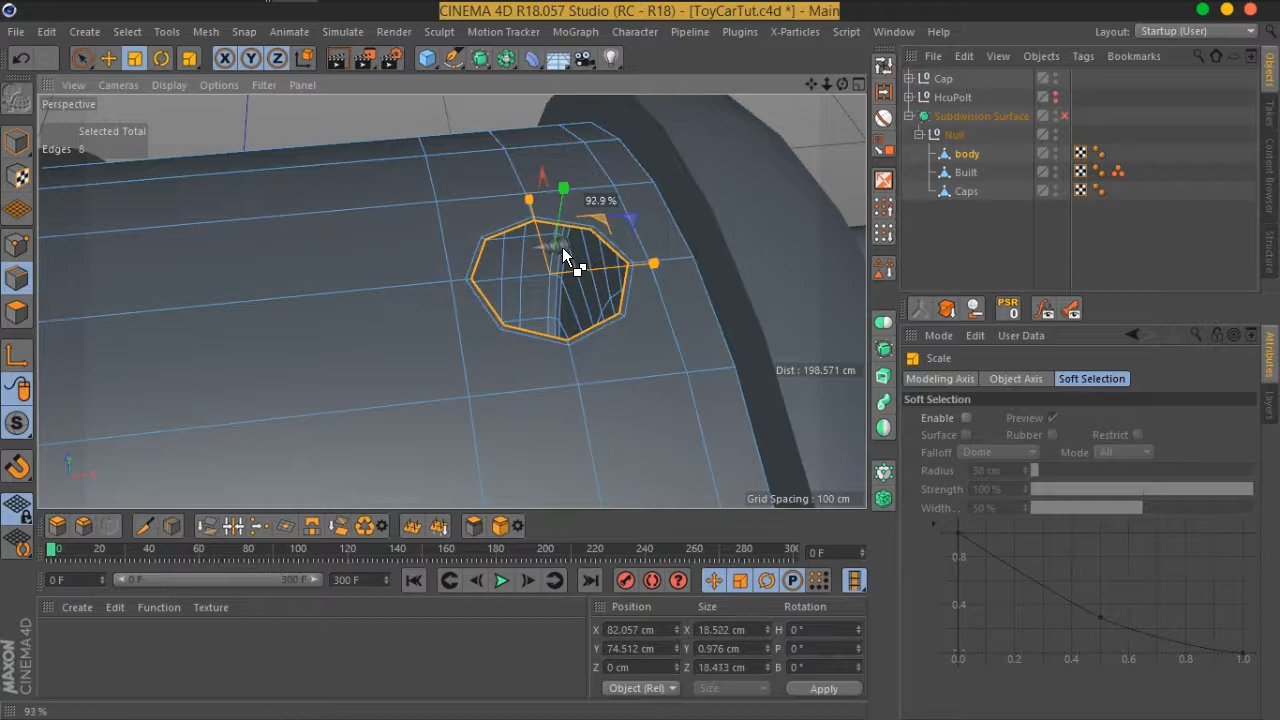 CINEMA 4D R18.057 Studio (RC - R18) - [ToyCarTut.c4d *] - Main
File Edit Create Select Tools Mesh Snap Animate Simulate Render Sculpt Motion Tracker MoGraph Character Pipeline Plugins X-Particles Script Window Help Layout: Startup (User)
View Cameras Display Options Filter Panel
File Edit View Objects Tags Bookmarks
Perspective
Selected Total
Edges 8
92.9 %
Dist : 198.571 cm
Grid Spacing : 100 cm
Cap
HcuPolt
Subdivision Surface
Null
body
Built
Caps
Objects
Takes
Content Browser
Structure
PSR
0
Mode Edit User Data
Scale
Modeling Axis Object Axis Soft Selection
Soft Selection
Enable Preview
Surface Rubber Restrict
Falloff Dome Mode All
Radius 38 cm
Strength 100 %
Width . . 50 %
0.8
0.4
0.0 0.2 0.4 0.6 0.8 1.0
Attributes
Layers
0 20 40 60 80 100 120 140 160 180 200 220 240 260 280 300 0 F
0 F 0 F 300 F 300 F
Create Edit Function Texture
Position Size Rotation
X 82.057 cm X 18.522 cm H 0 °
Y 74.512 cm Y 0.976 cm P 0 °
Z 0 cm Z 18.433 cm B 0 °
Object (Rel) Size Apply
MAXON
CINEMA 4D
93 %